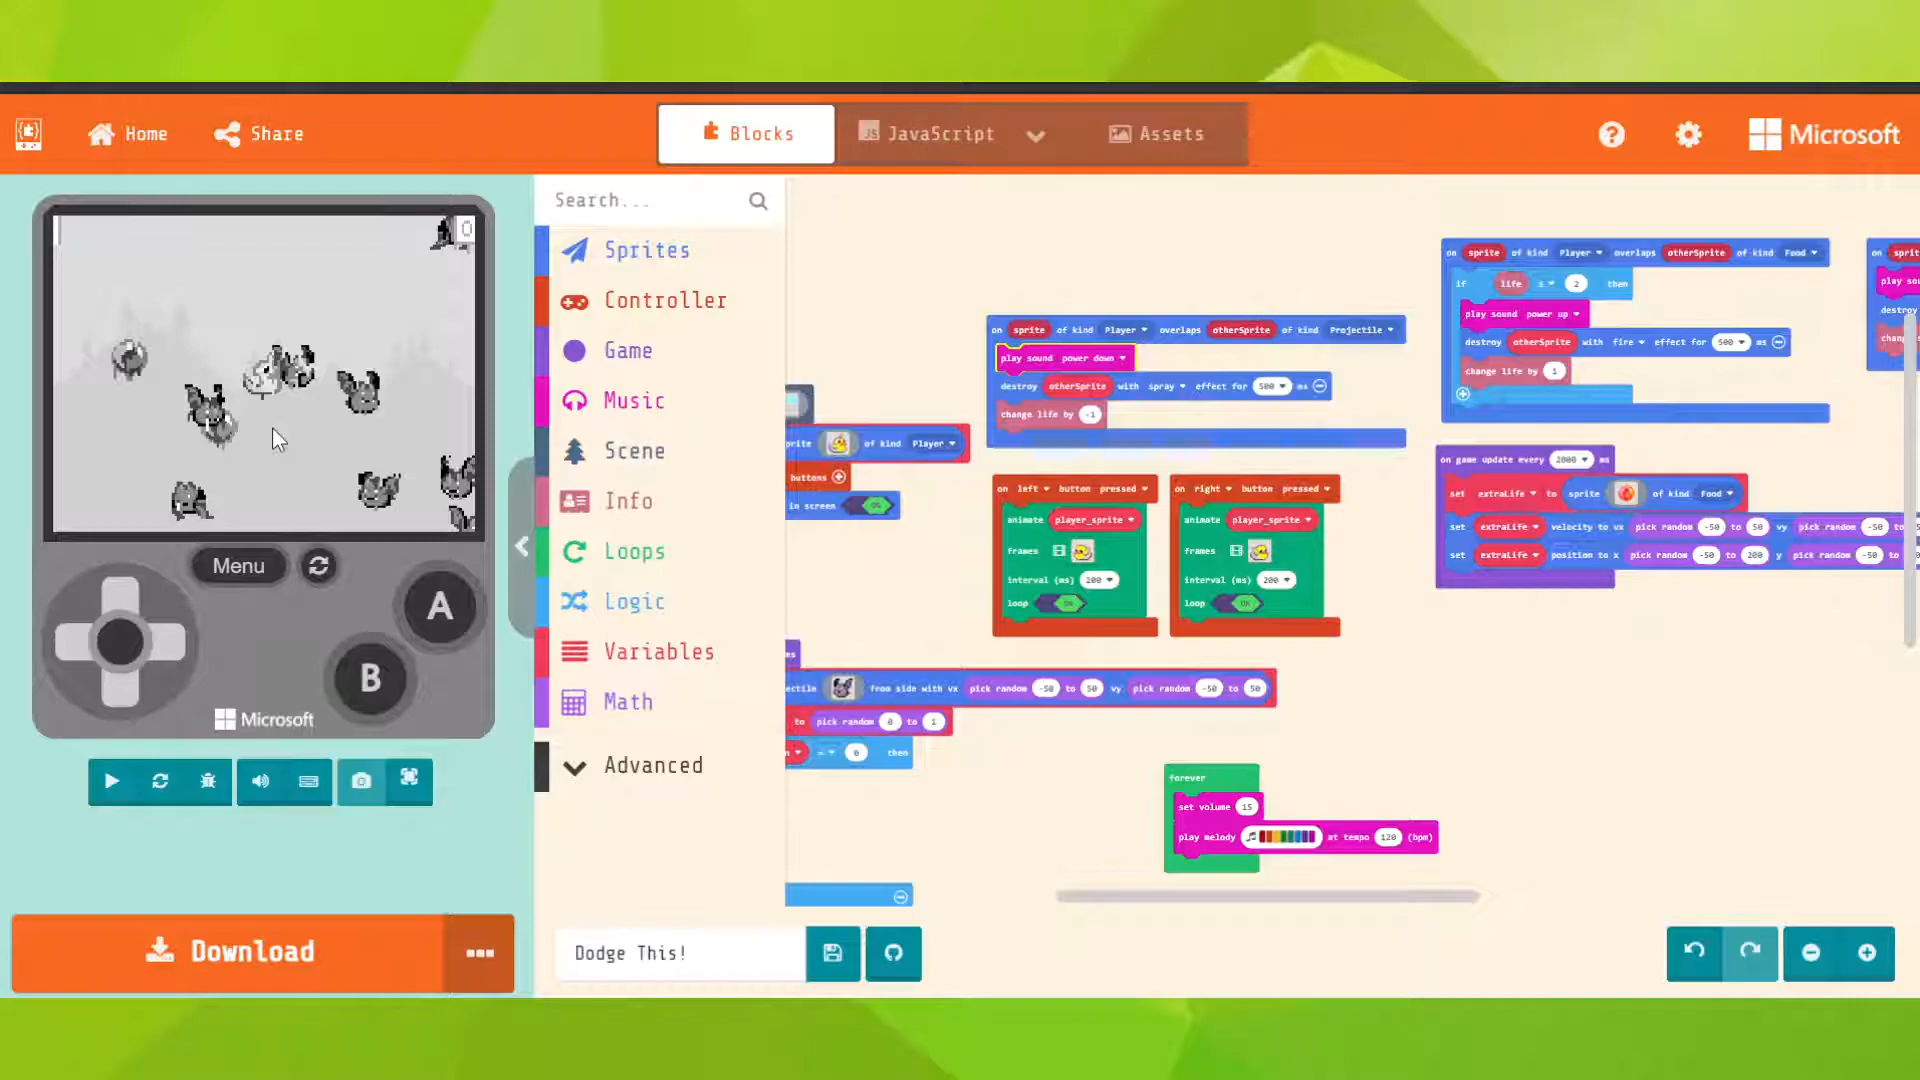 Home
Share
Blocks
JS JavaScript
Assets
Microsoft
0
Menu
A
B
Microsoft
Download
Search...
Sprites
Controller
Game
Music
Scene
Info
Loops
Logic
Variables
Math
Advanced
of kind Player
buttons
in screen ON
on sprite of kind Player overlaps otherSprite of kind Projectile
play sound power down
destroy otherSprite with spray effect for 500 ms
change life by -1
on left button pressed
animate player_sprite
frames
interval (ms) 200
loop ON
on right button pressed
animate player_sprite
frames
interval (ms) 200
loop ON
on sprite of kind Player overlaps otherSprite of kind Food
if life ≤ 2 then
play sound power up
destroy otherSprite with fire effect for 500 ms
change life by 1
on game update every 2000 ms
set extraLife to sprite of kind Food
set extraLife velocity to vx pick random -50 to 50 vy pick random -50 to
set extraLife position to x pick random -50 to 200 y pick random -50 to
from side with vx pick random -50 to 50 vy pick random -50 to 50
to pick random 0 to 1
= 0 then
forever
set volume 15
play melody at tempo 120 (bpm)
Dodge This!